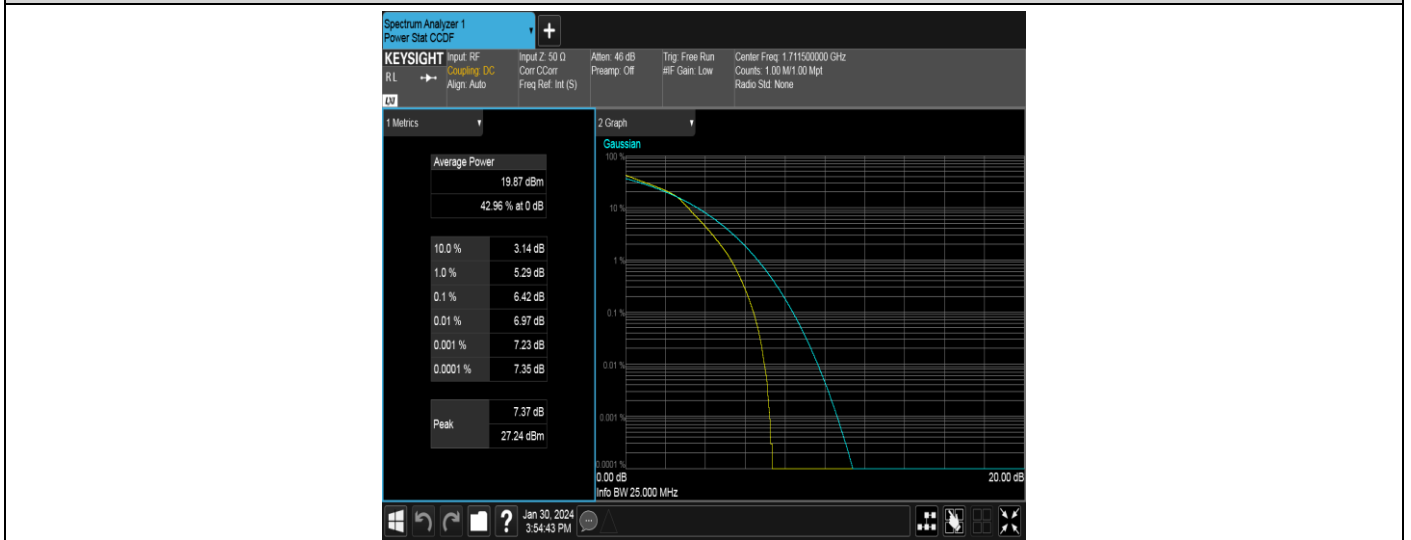 Spectrum Analyzer 1
Power Stat CCDF
+
KEYSIGHT Input: RF Input Z: 50 Ω Atten: 46 dB Trig: Free Run Center Freq: 1.711500000 GHz
RL Coupling: DC Corr CCorr Preamp: Off #IF Gain: Low Counts: 1.00 M/1.00 Mpt
Align: Auto Freq Ref: Int (S) Radio Std: None
LXI
1 Metrics
Average Power
19.87 dBm
42.96 % at 0 dB
10.0 % 3.14 dB
1.0 % 5.29 dB
0.1 % 6.42 dB
0.01 % 6.97 dB
0.001 % 7.23 dB
0.0001 % 7.35 dB
Peak 7.37 dB
27.24 dBm
2 Graph
Gaussian
100 %
10 %
1 %
0.1 %
0.01 %
0.001 %
0.0001 %
0.00 dB 20.00 dB
Info BW 25.000 MHz
? Jan 30, 2024
3:54:43 PM